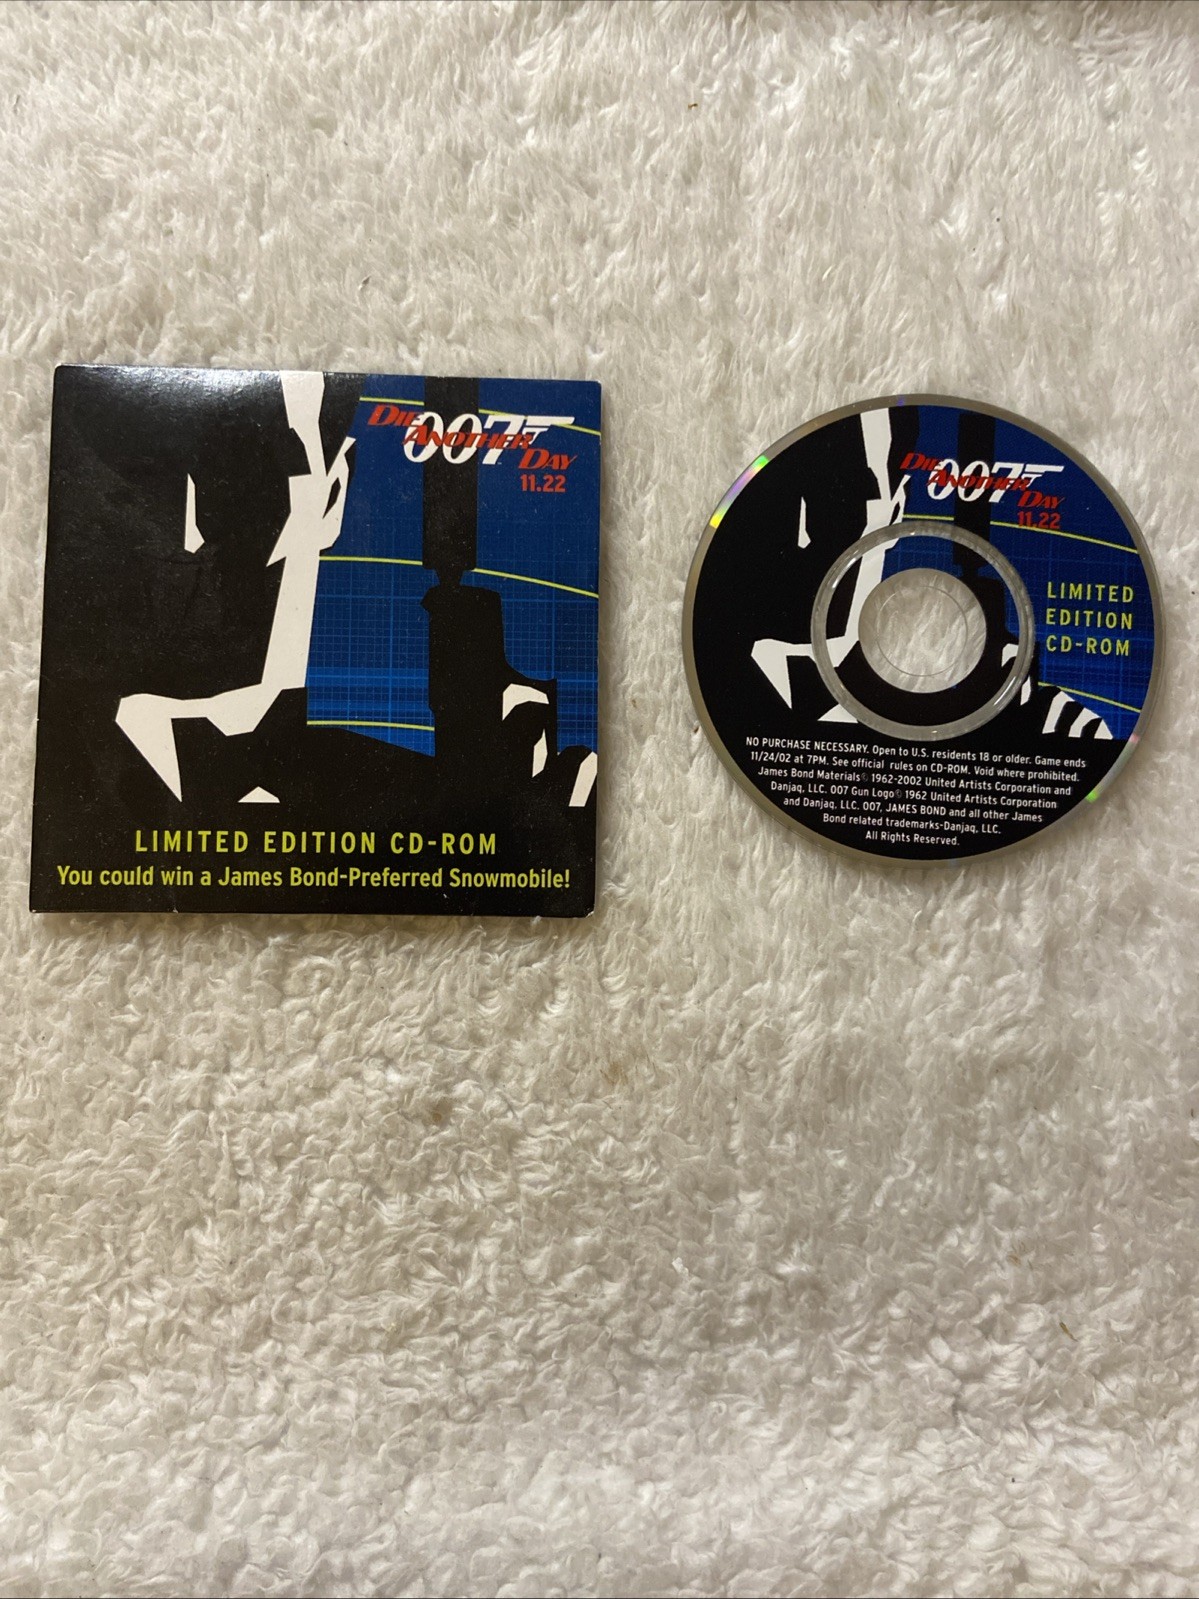 DIE
007
ANOTHER
DAY
11.22
LIMITED EDITION CD-ROM
You could win a James Bond-Preferred Snowmobile!
DIE
007
ANOTHER
DAY
11.22
LIMITED
EDITION
CD-ROM
NO PURCHASE NECESSARY. Open to U.S. residents 18 or older. Game ends
11/24/02 at 7PM. See official rules on CD-ROM. Void where prohibited.
James Bond Materials© 1962-2002 United Artists Corporation and
Danjaq, LLC. 007 Gun Logo© 1962 United Artists Corporation
and Danjaq, LLC. 007, JAMES BOND and all other James
Bond related trademarks-Danjaq, LLC.
All Rights Reserved.